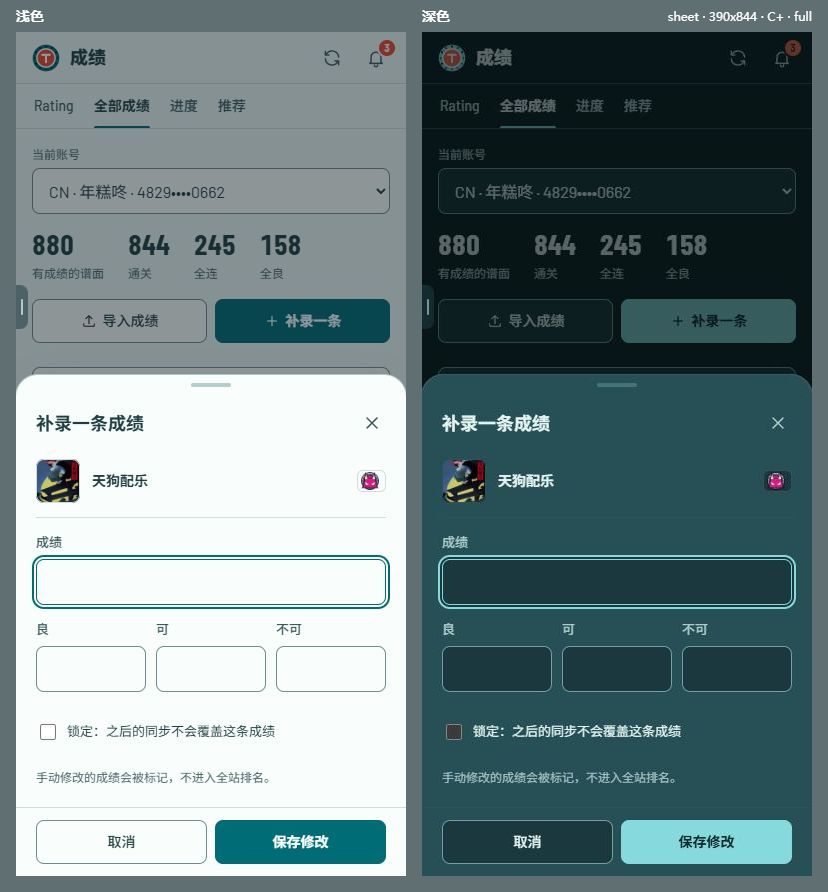 浅色
深色
sheet · 390x844 · C+ · full
T 成绩 3
Rating 全部成绩 进度 推荐
当前账号
CN · 年糕咚 · 4829••••0662
880 844 245 158
有成绩的谱面 通关 全连 全良
导入成绩 + 补录一条
补录一条成绩
天狗配乐
成绩
良 可 不可
锁定：之后的同步不会覆盖这条成绩
手动修改的成绩会被标记，不进入全站排名。
取消 保存修改
T 成绩 3
Rating 全部成绩 进度 推荐
当前账号
CN · 年糕咚 · 4829••••0662
880 844 245 158
有成绩的谱面 通关 全连 全良
导入成绩 + 补录一条
补录一条成绩
天狗配乐
成绩
良 可 不可
锁定：之后的同步不会覆盖这条成绩
手动修改的成绩会被标记，不进入全站排名。
取消 保存修改